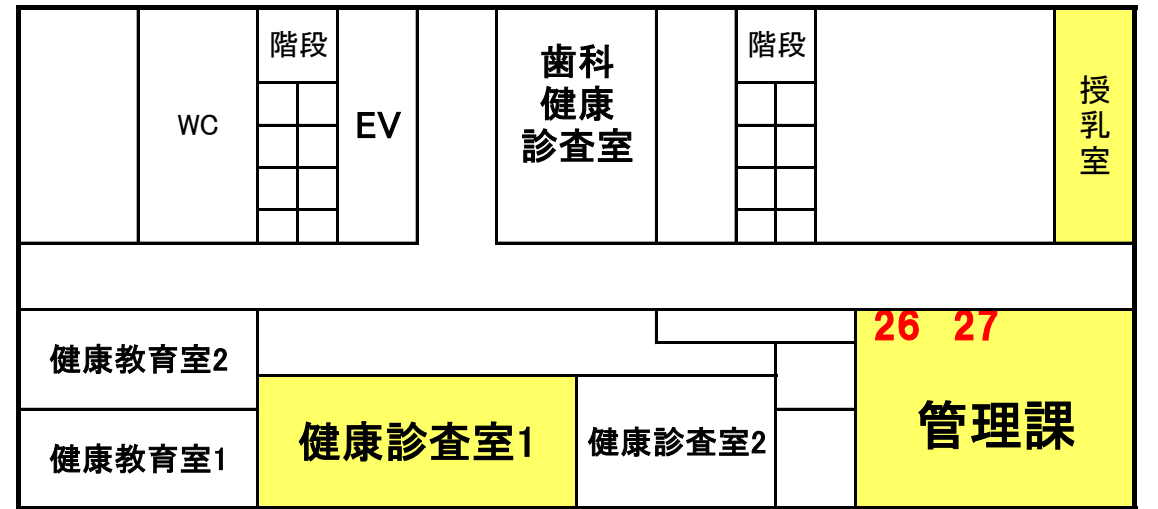 階段
階段
WC
EV
歯科
健康
診査室
授乳室
26 27
健康教育室2
健康教育室1
健康診査室1
健康診査室2
管理課